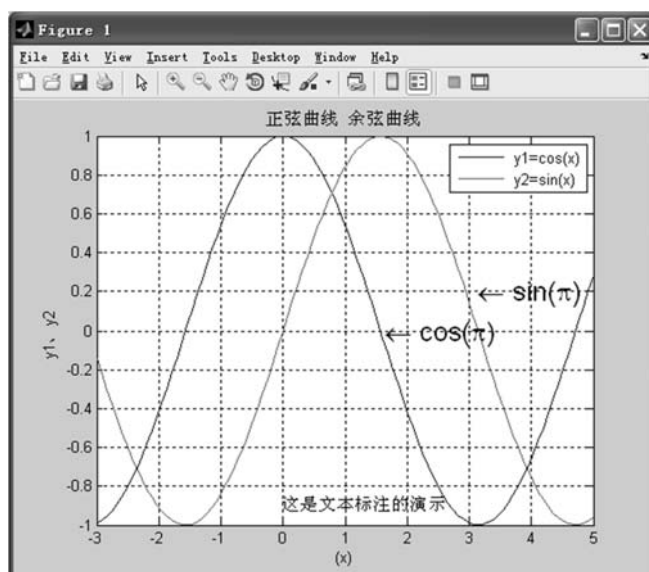 Figure 1
File Edit View Insert Tools Desktop Window Help
正弦曲线 余弦曲线
y1=cos(x)
y2=sin(x)
1
0.8
0.6
0.4
0.2
0
-0.2
-0.4
-0.6
-0.8
-1
y1、y2
← sin(π)
← cos(π)
这是文本标注的演示
-3 -2 -1 0 1 2 3 4 5
(x)